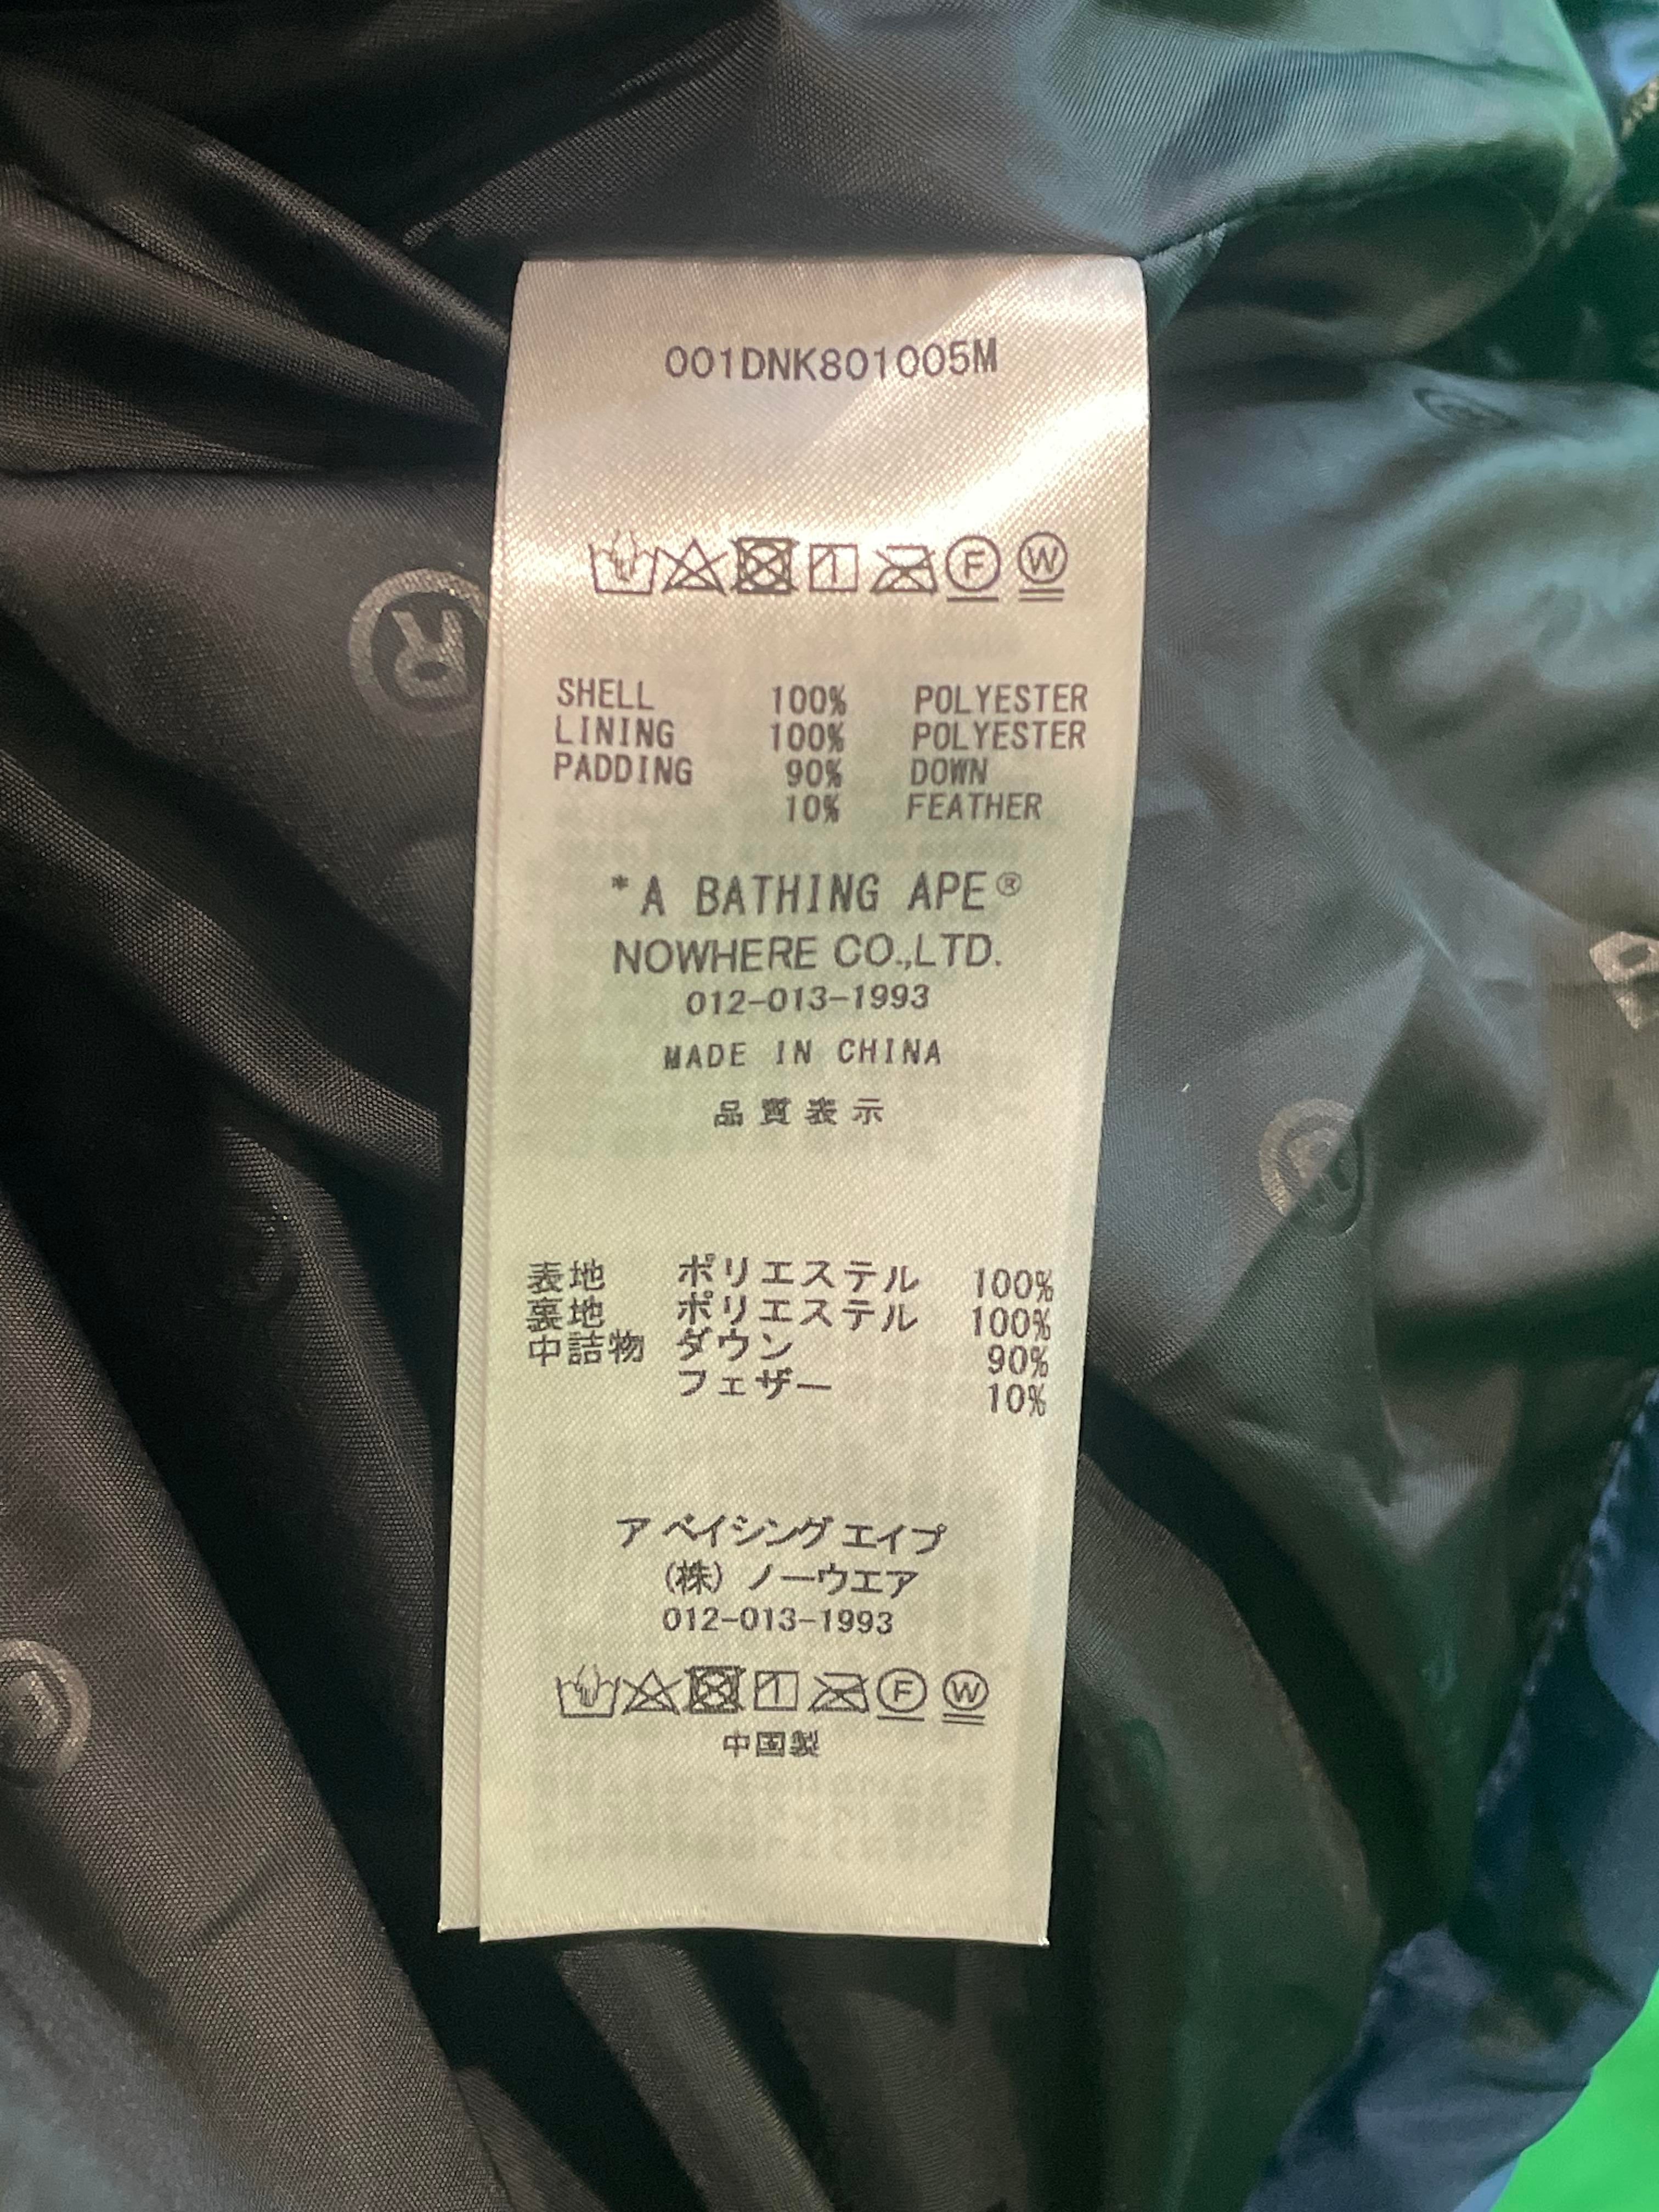 001DNK801005M
F W
SHELL 100% POLYESTER
LINING 100% POLYESTER
PADDING 90% DOWN
10% FEATHER
*A BATHING APE®
NOWHERE CO.,LTD.
012-013-1993
MADE IN CHINA
品質表示
表地 ポリエステル 100%
裏地 ポリエステル 100%
中詰物 ダウン 90%
フェザー 10%
ア ベイシング エイプ
(株) ノーウエア
012-013-1993
F W
中国製